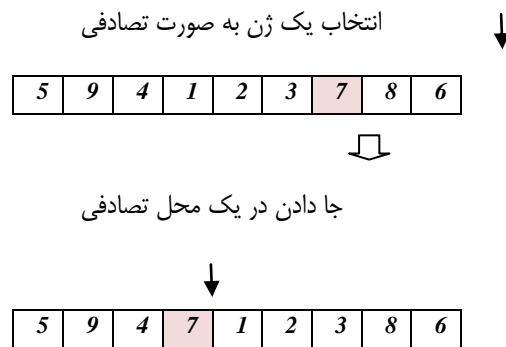 انتخاب یک ژن به صورت تصادفی
5 9 4 1 2 3 7 8 6
جا دادن در یک محل تصادفی
5 9 4 7 1 2 3 8 6